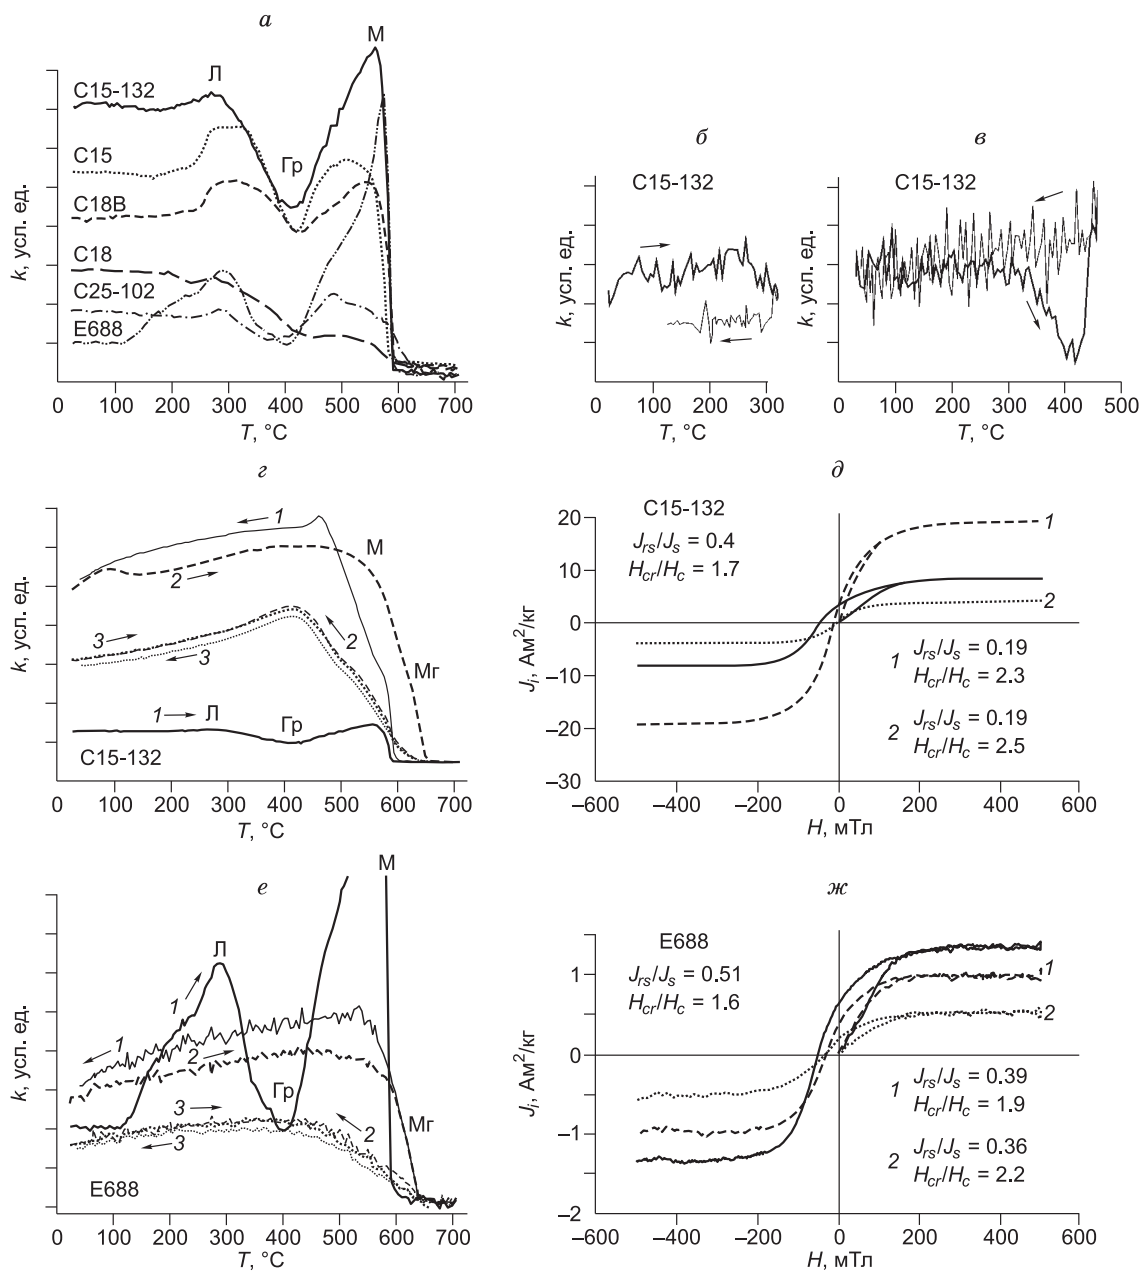 а
М
Л
С15-132
С15
Гр
С18В
С18
С25-102
Е688
k, усл. ед.
0 100 200 300 400 500 600 700
T, °C
б
С15-132
k, усл. ед.
0 100 200 300
T, °C
в
С15-132
k, усл. ед.
0 100 200 300 400 500
T, °C
г
1
М
2
3
2
3
Мг
1
Л
Гр
С15-132
k, усл. ед.
0 100 200 300 400 500 600 700
T, °C
д
С15-132
Jrs/Js = 0.4
Hcr/Hc = 1.7
20
10
0
–10
–20
–30
1
2
1 Jrs/Js = 0.19
Hcr/Hc = 2.3
2 Jrs/Js = 0.19
Hcr/Hc = 2.5
Ji, Ам²/кг
–600 –400 –200 0 200 400 600
H, мТл
е
М
Л
1
1
2
Гр
3
2
3
Мг
Е688
k, усл. ед.
0 100 200 300 400 500 600 700
T, °C
ж
Е688
Jrs/Js = 0.51
Hcr/Hc = 1.6
1
0
–1
–2
1
2
1 Jrs/Js = 0.39
Hcr/Hc = 1.9
2 Jrs/Js = 0.36
Hcr/Hc = 2.2
Ji, Ам²/кг
–600 –400 –200 0 200 400 600
H, мТл